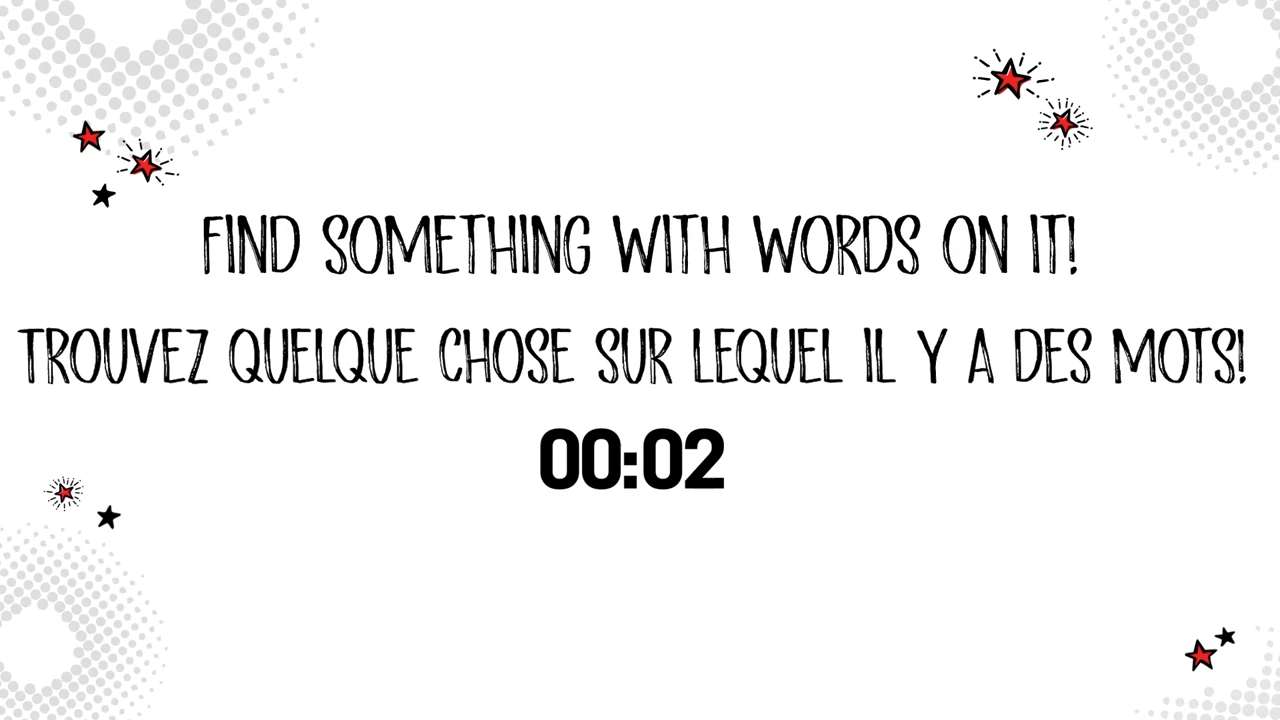 FIND SOMETHING WITH WORDS ON IT!
TROUVEZ QUELQUE CHOSE SUR LEQUEL IL Y A DES MOTS!
00:02